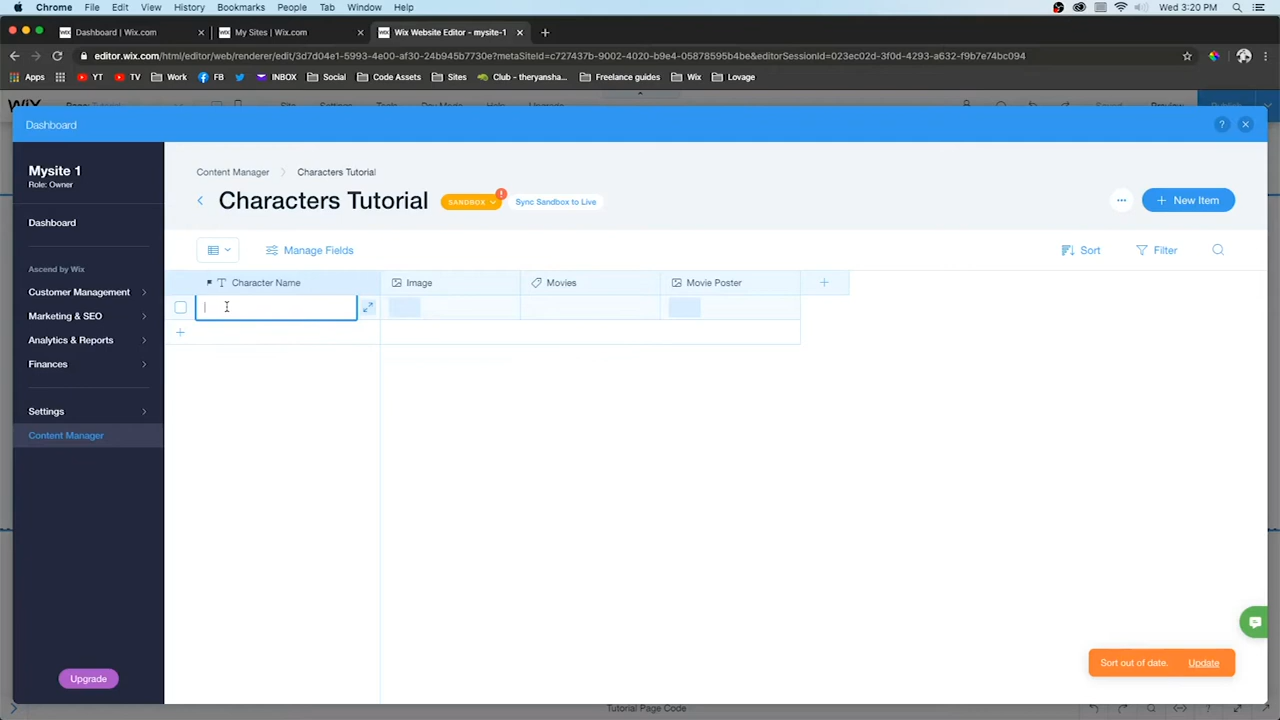 Chrome File Edit View History Bookmarks People Tab Window Help Wed 3:20 PM
Dashboard | Wix.com My Sites | Wix.com Wix Website Editor - mysite-1
editor.wix.com/html/editor/web/renderer/edit/3d7d04e1-5993-4e00-af30-24b945b7730e?metaSiteId=c727437b-9002-4020-b9e4-05878595b4be&editorSessionId=023ec02d-3f0d-4293-a632-f9b7e74bc094
Apps YT TV Work FB Twitter INBOX Social Code Assets Sites Club - theryansha... Freelance guides Wix Lovage
Dashboard
Mysite 1
Role: Owner
Dashboard
Ascend by Wix
Customer Management
Marketing & SEO
Analytics & Reports
Finances
Settings
Content Manager
Upgrade
Content Manager Characters Tutorial
Characters Tutorial SANDBOX Sync Sandbox to Live
New Item
Manage Fields Sort Filter
Character Name Image Movies Movie Poster
Sort out of date. Update
Tutorial Page Code